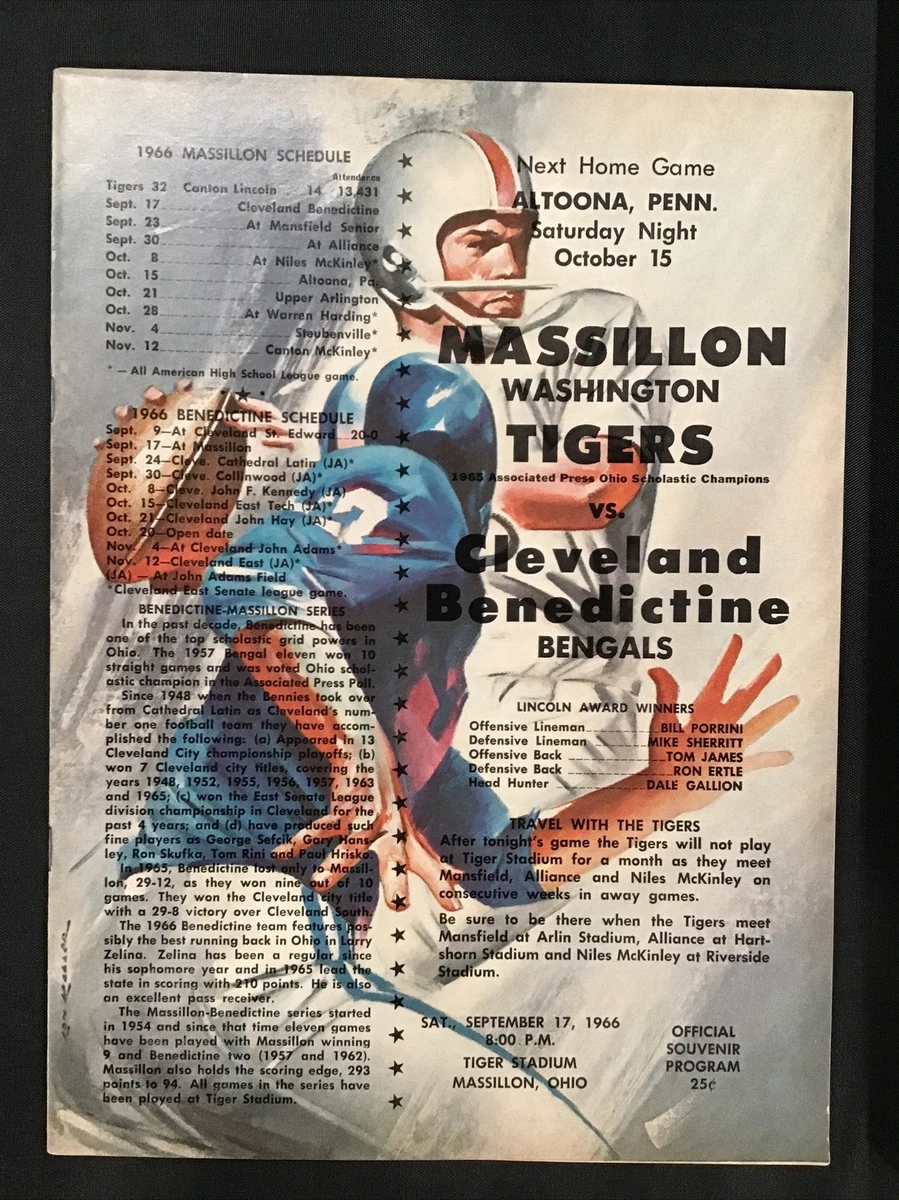 1966 MASSILLON SCHEDULE
Attendance
Tigers 32 Canton Lincoln 14 13,431
Sept. 17 Cleveland Benedictine
Sept. 23 At Mansfield Senior
Sept. 30 At Alliance
Oct. 8 At Niles McKinley*
Oct. 15 Altoona, Pa.
Oct. 21 Upper Arlington
Oct. 28 At Warren Harding*
Nov. 4 Steubenville*
Nov. 12 Canton McKinley*
* — All American High School League game.
1966 BENEDICTINE SCHEDULE
Sept. 9—At Cleveland St. Edward 20-0
Sept. 17—At Massillon
Sept. 24—Cleve. Cathedral Latin (JA)*
Sept. 30—Cleve. Collinwood (JA)*
Oct. 8—Cleve. John F. Kennedy (JA)
Oct. 15—Cleveland East Tech (JA)*
Oct. 21—Cleveland John Hay (JA)*
Oct. 20—Open date
Nov. 4—At Cleveland John Adams*
Nov. 12—Cleveland East (JA)*
(JA) At John Adams Field
*Cleveland East Senate league game.
BENEDICTINE-MASSILLON SERIES
In the past decade, Benedictine has been
one of the top scholastic grid powers in
Ohio. The 1957 Bengal eleven won 10
straight games and was voted Ohio schol-
astic champion in the Associated Press Poll.
Since 1948 when the Bennies took over
from Cathedral Latin as Cleveland's num-
ber one football team they have accom-
plished the following: (a) Appeared in 13
Cleveland City championship playoffs; (b)
won 7 Cleveland city titles, covering the
years 1948, 1952, 1955, 1956, 1957, 1963
and 1965; (c) won the East Senate League
division championship in Cleveland for the
past 4 years; and (d) have produced such
fine players as George Sefcik, Gary Hans-
ley, Ron Skufka, Tom Rini and Paul Hrisko.
In 1965, Benedictine lost only to Massil-
lon, 29-12, as they won nine out of 10
games. They won the Cleveland city title
with a 29-8 victory over Cleveland South.
The 1966 Benedictine team features pos-
sibly the best running back in Ohio in Larry
Zelina. Zelina has been a regular since
his sophomore year and in 1965 lead the
state in scoring with 210 points. He is also
an excellent pass receiver.
The Massillon-Benedictine series started
in 1954 and since that time eleven games
have been played with Massillon winning
9 and Benedictine two (1957 and 1962).
Massillon also holds the scoring edge, 293
points to 94. All games in the series have
been played at Tiger Stadium.
Next Home Game
ALTOONA, PENN.
Saturday Night
October 15
MASSILLON
WASHINGTON
TIGERS
1965 Associated Press Ohio Scholastic Champions
vs.
Cleveland
Benedictine
BENGALS
LINCOLN AWARD WINNERS
Offensive Lineman BILL PORRINI
Defensive Lineman MIKE SHERRITT
Offensive Back TOM JAMES
Defensive Back RON ERTLE
Head Hunter DALE GALLION
TRAVEL WITH THE TIGERS
After tonight's game the Tigers will not play
at Tiger Stadium for a month as they meet
Mansfield, Alliance and Niles McKinley on
consecutive weeks in away games.
Be sure to be there when the Tigers meet
Mansfield at Arlin Stadium, Alliance at Hart-
shorn Stadium and Niles McKinley at Riverside
Stadium.
SAT., SEPTEMBER 17, 1966
8:00 P.M.
TIGER STADIUM
MASSILLON, OHIO
OFFICIAL
SOUVENIR
PROGRAM
25¢